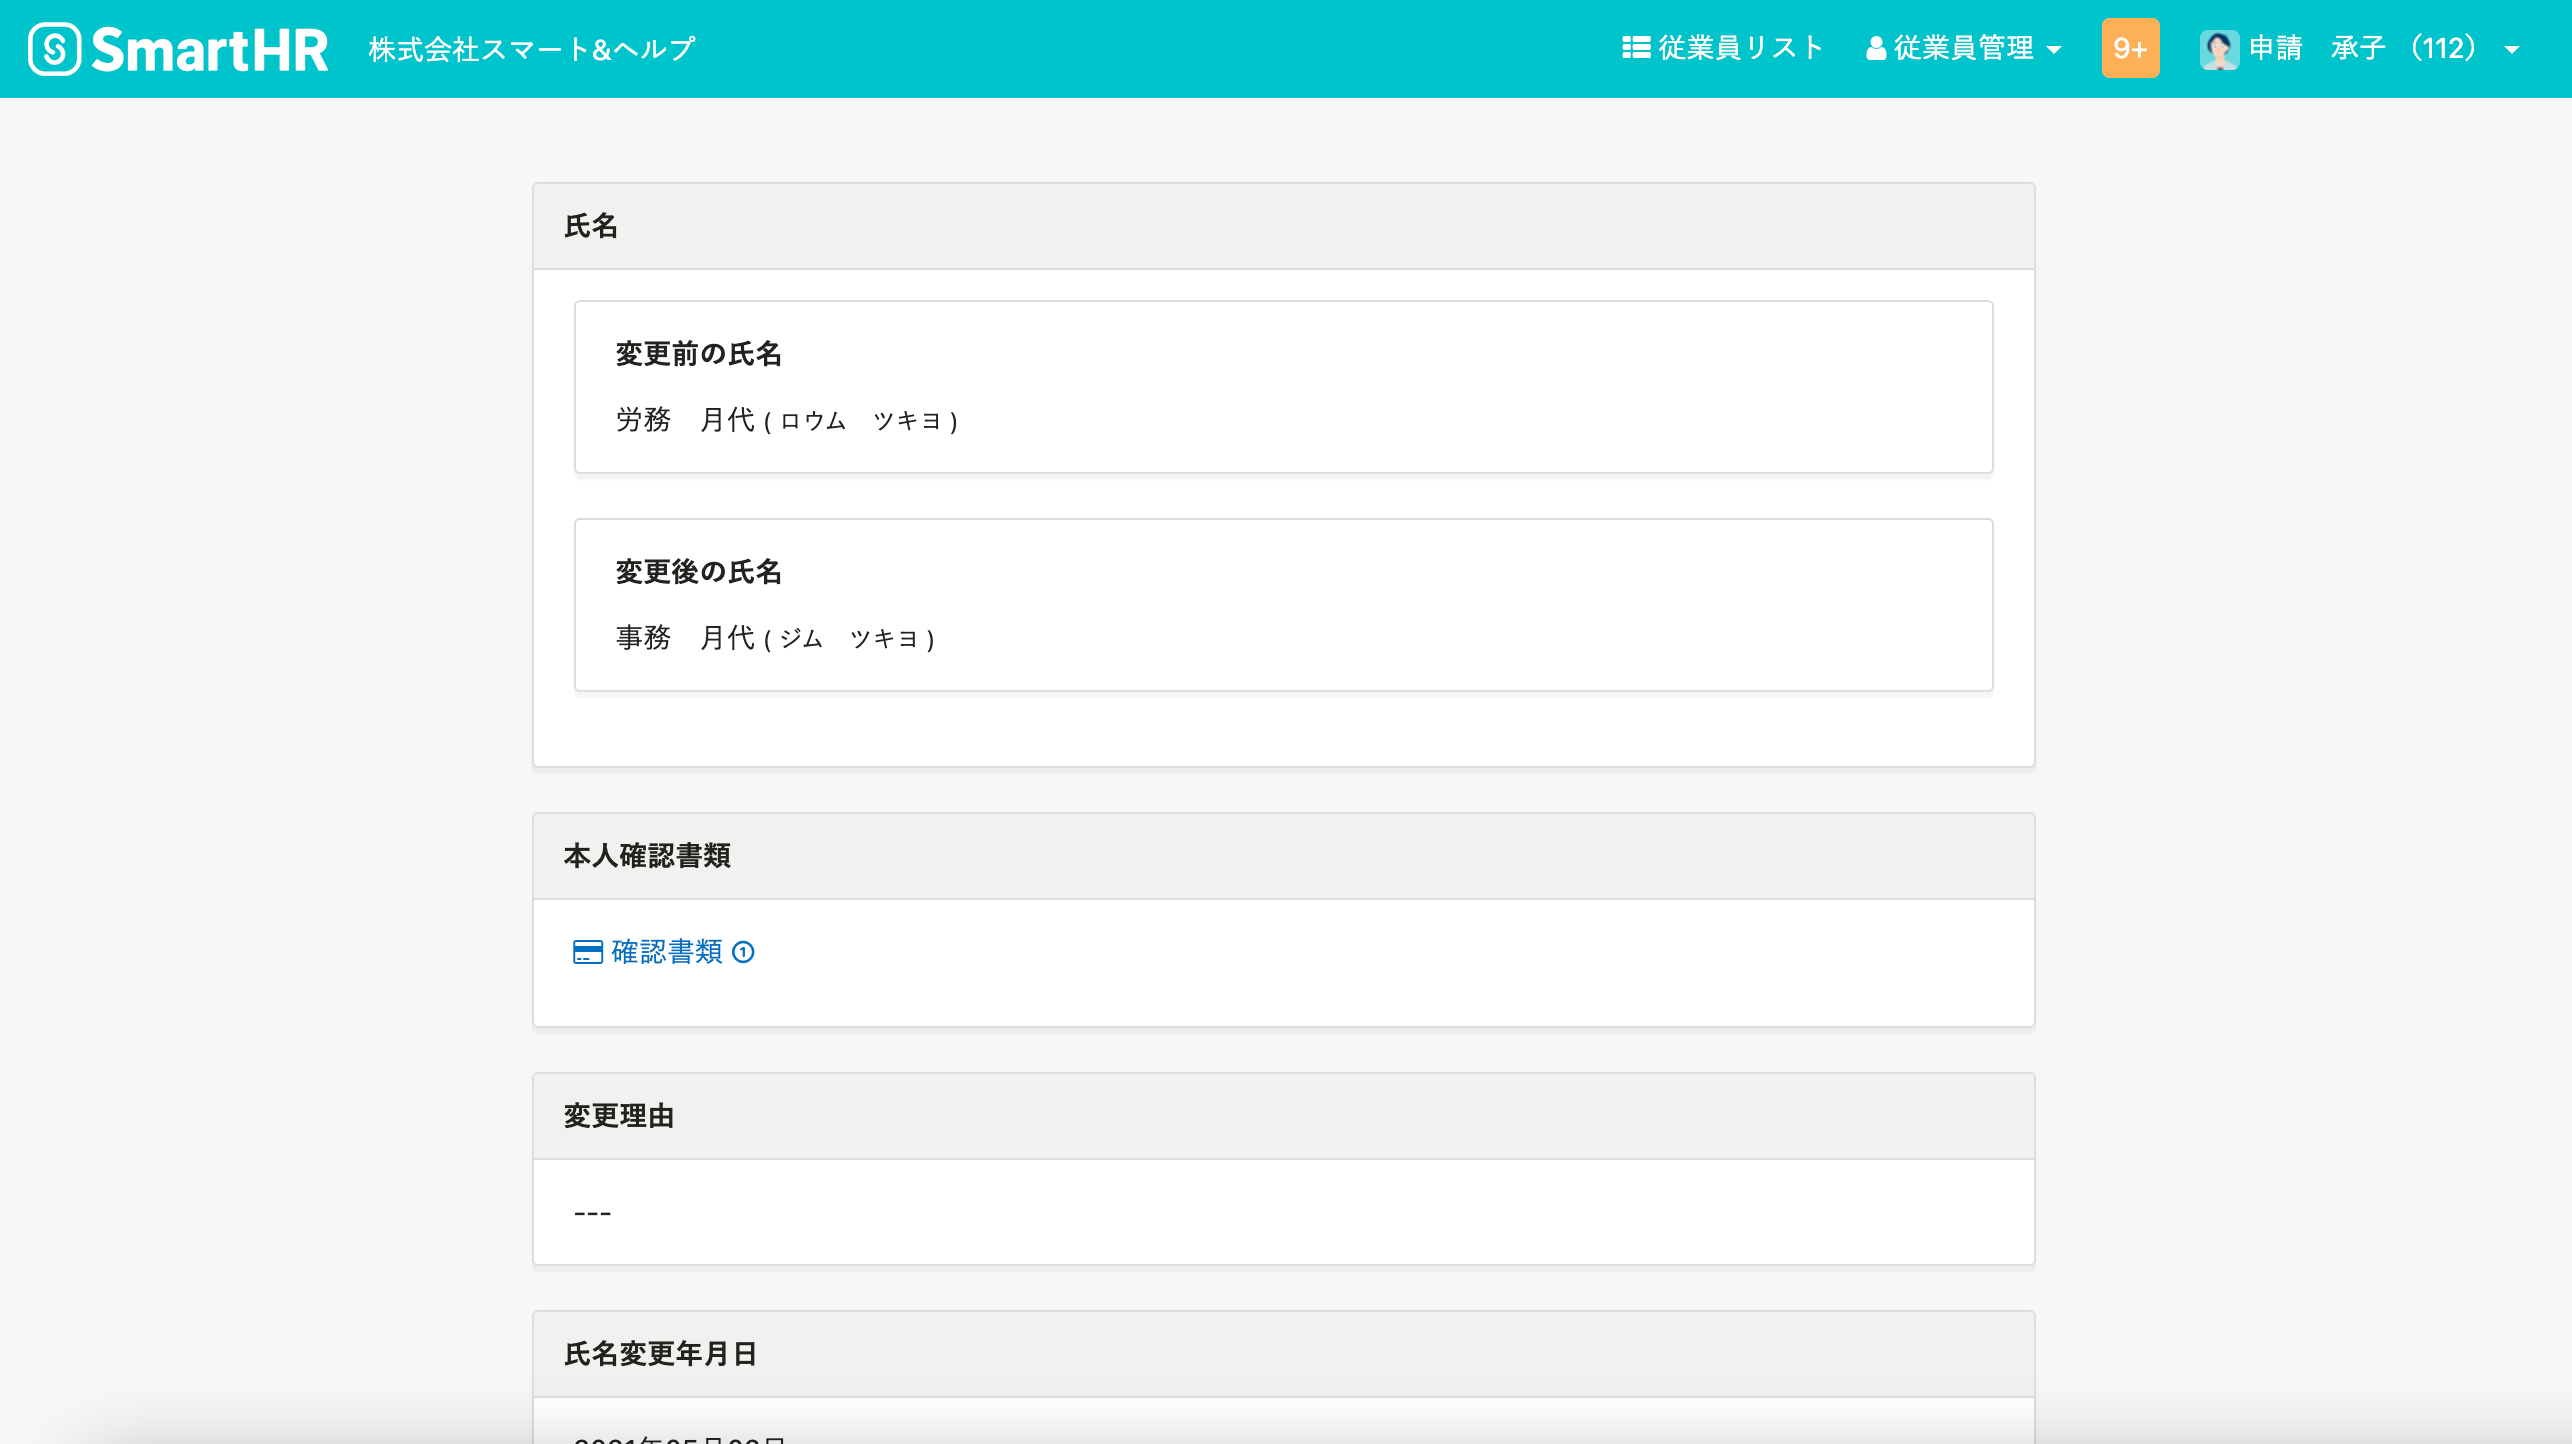 SmartHR 株式会社スマート&ヘルプ 従業員リスト 従業員管理 9+ 申請　承子 （112）
氏名
変更前の氏名
労務　月代 ( ロウム　ツキヨ )
変更後の氏名
事務　月代 ( ジム　ツキヨ )
本人確認書類
確認書類 ①
変更理由
---
氏名変更年月日